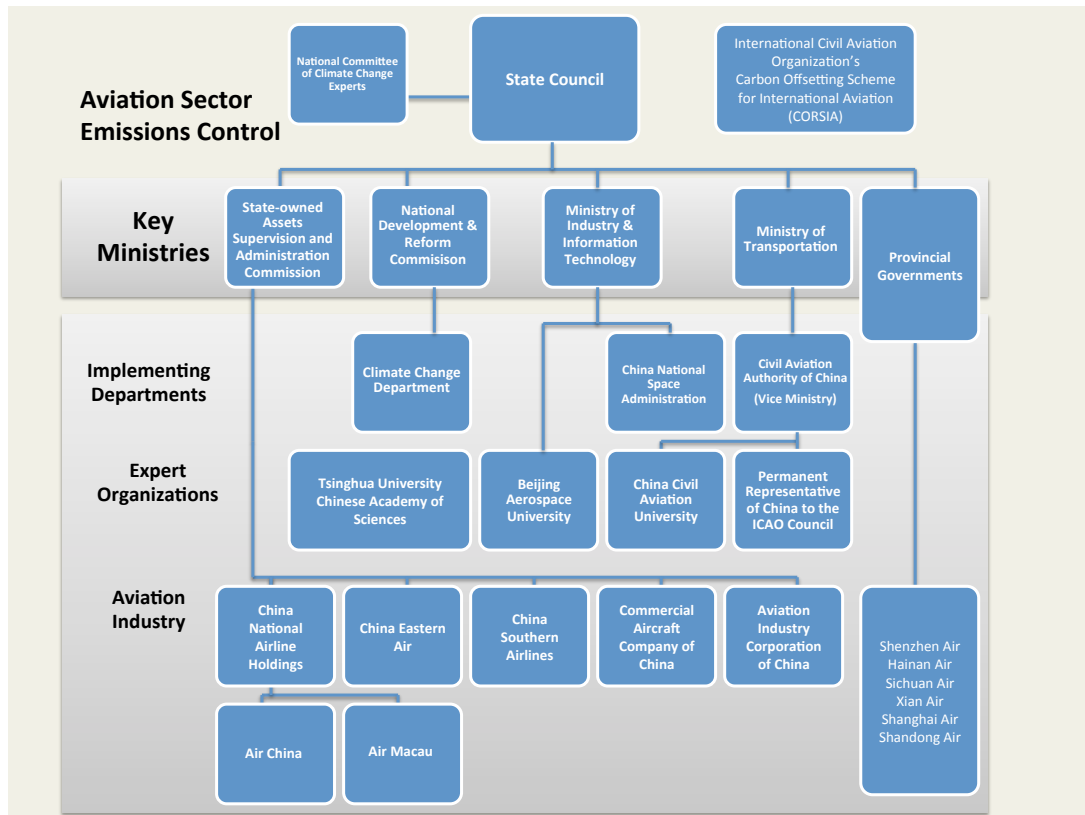 National Committee
of Climate Change
Experts
State Council
International Civil Aviation
Organization's
Carbon Offsetting Scheme
for International Aviation
(CORSIA)
Aviation Sector
Emissions Control
Key
Ministries
State-owned
Assets
Supervision and
Administration
Commission
National
Development &
Reform
Commisison
Ministry of
Industry &
Information
Technology
Ministry of
Transportation
Provincial
Governments
Implementing
Departments
Climate Change
Department
China National
Space
Administration
Civil Aviation
Authority of China
(Vice Ministry)
Expert
Organizations
Tsinghua University
Chinese Academy of
Sciences
Beijing
Aerospace
University
China Civil
Aviation
University
Permanent
Representative
of China to the
ICAO Council
Aviation
Industry
China
National
Airline
Holdings
China Eastern
Air
China
Southern
Airlines
Commercial
Aircraft
Company of
China
Aviation
Industry
Corporation
of China
Shenzhen Air
Hainan Air
Sichuan Air
Xian Air
Shanghai Air
Shandong Air
Air China
Air Macau